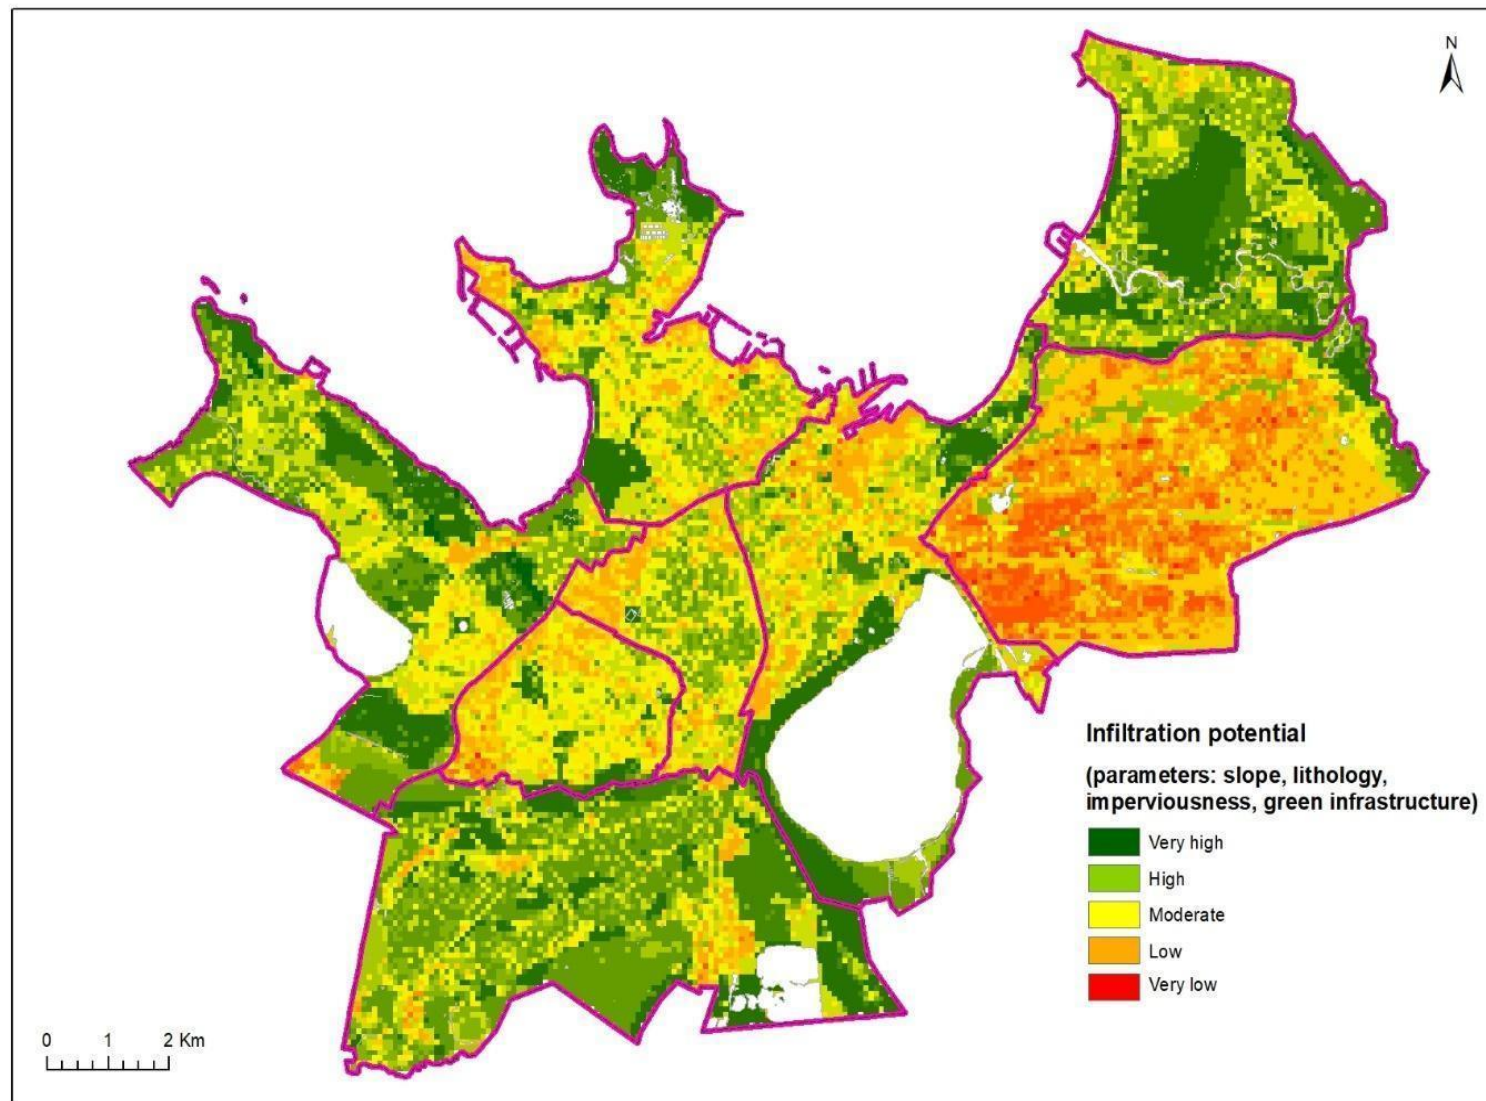 N
Infiltration potential
(parameters: slope, lithology,
imperviousness, green infrastructure)
Very high
High
Moderate
Low
Very low
0 1 2 Km